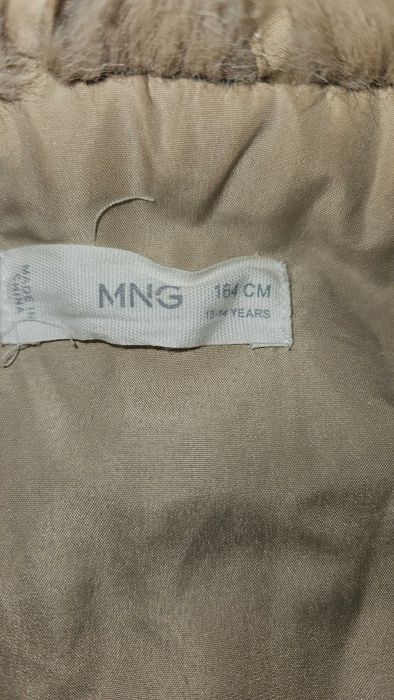 MADE IN
CHINA
MNG
164 CM
13-14 YEARS